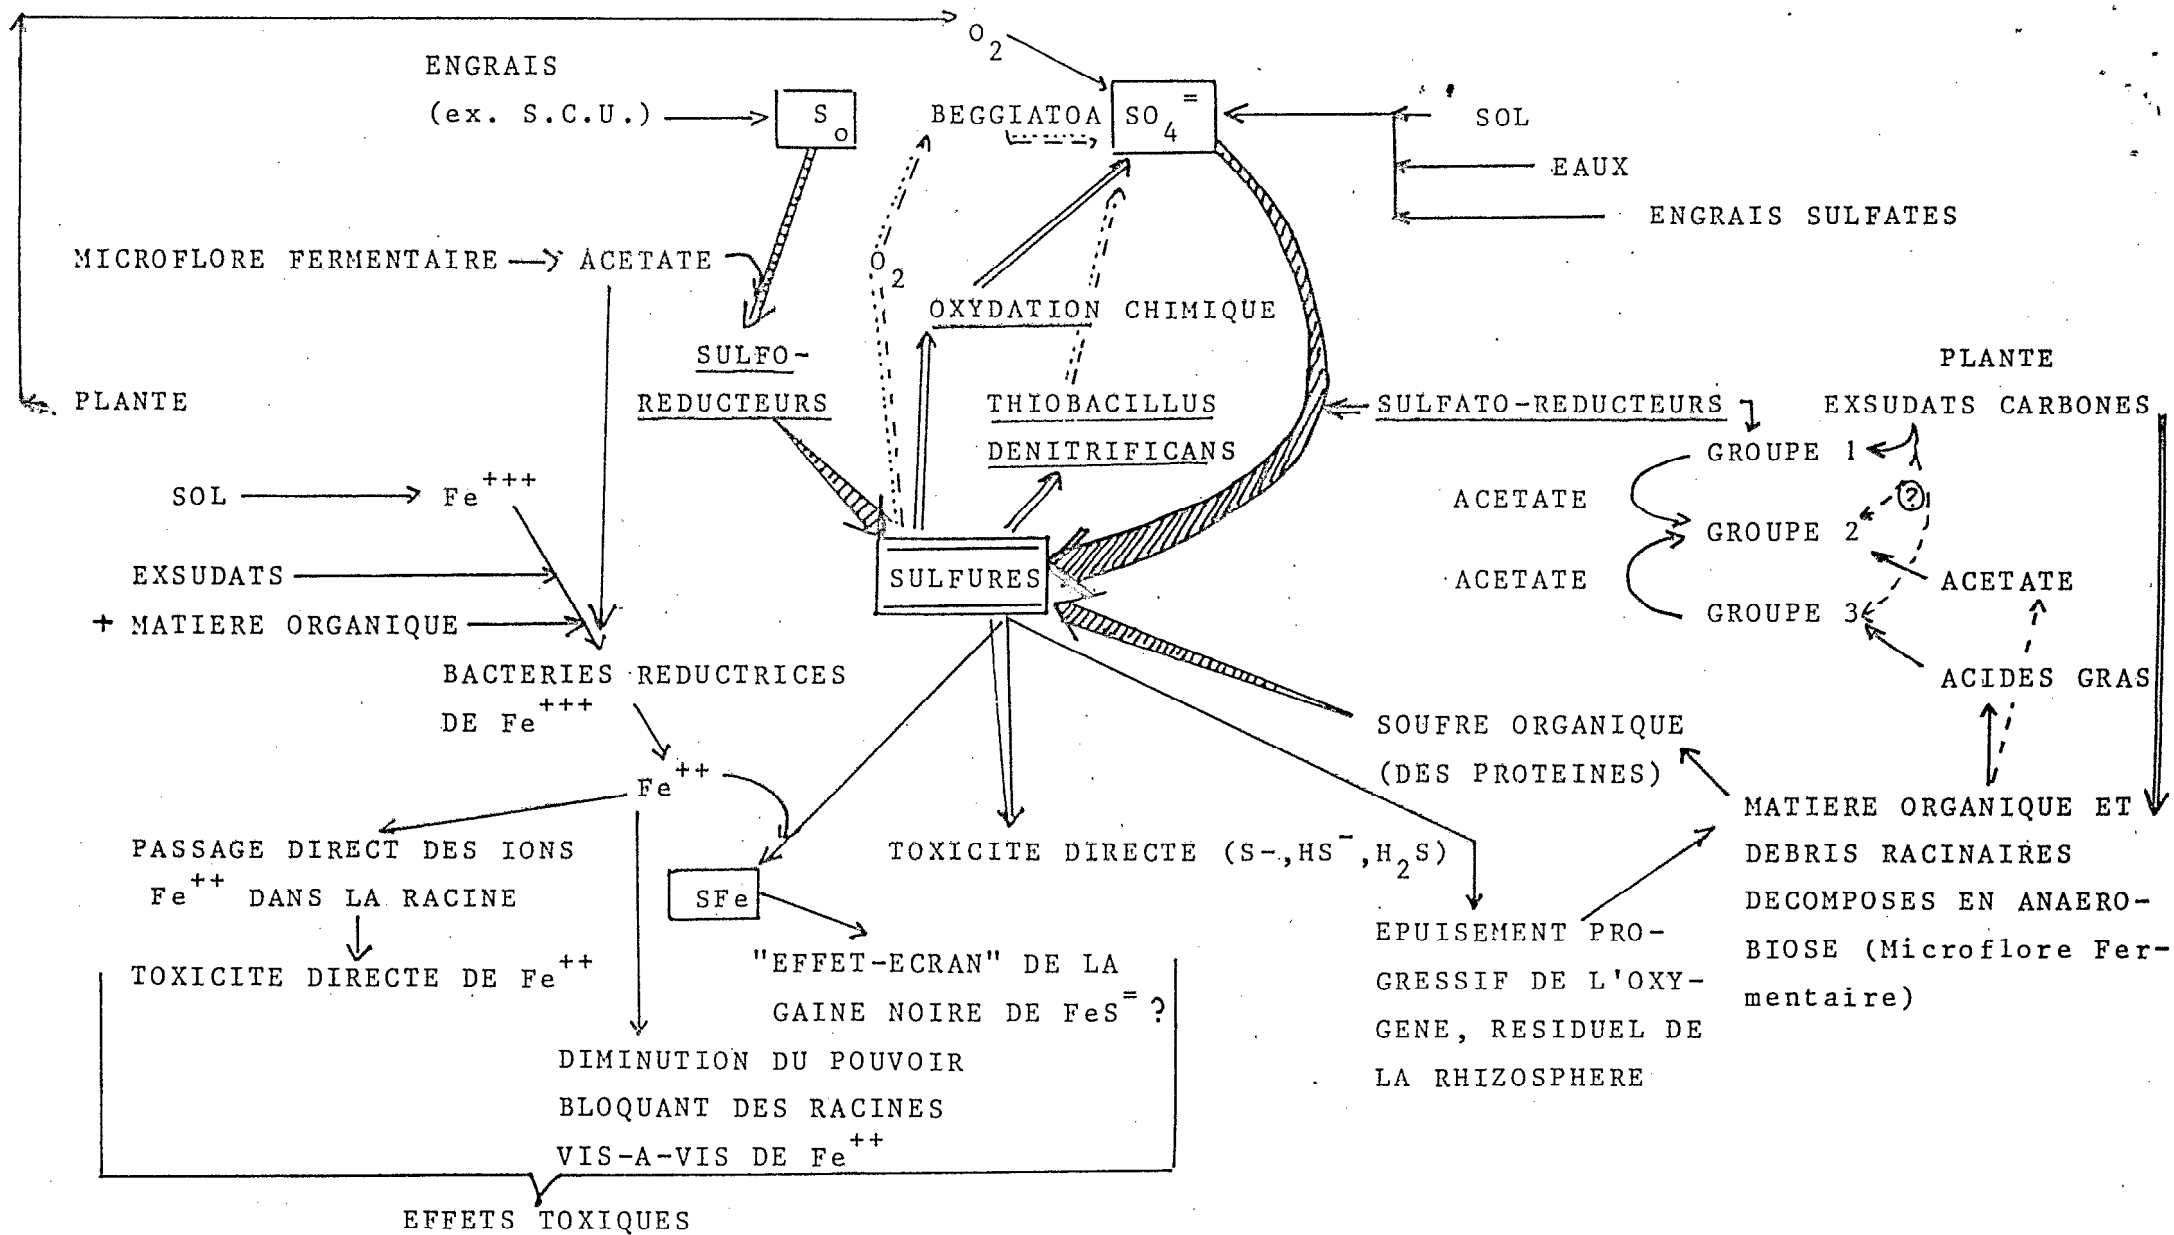 O2
ENGRAIS
(ex. S.C.U.)
So
BEGGIATOA
SO4=
SOL
EAUX
ENGRAIS SULFATES
MICROFLORE FERMENTAIRE
ACETATE
O2
OXYDATION CHIMIQUE
SULFO-
REDUCTEURS
PLANTE
THIOBACILLUS
DENITRIFICANS
SULFATO-REDUCTEURS
PLANTE
EXSUDATS CARBONES
GROUPE 1
ACETATE
?
GROUPE 2
ACETATE
ACETATE
GROUPE 3
ACIDES GRAS
SOL
Fe+++
EXSUDATS
+ MATIERE ORGANIQUE
SULFURES
BACTERIES REDUCTRICES
DE Fe+++
Fe++
SOUFRE ORGANIQUE
(DES PROTEINES)
MATIERE ORGANIQUE ET
DEBRIS RACINAIRES
DECOMPOSES EN ANAERO-
BIOSE (Microflore Fer-
mentaire)
PASSAGE DIRECT DES IONS
Fe++ DANS LA RACINE
TOXICITE DIRECTE DE Fe++
SFe
TOXICITE DIRECTE (S-,HS-,H2S)
"EFFET-ECRAN" DE LA
GAINE NOIRE DE FeS= ?
EPUISEMENT PRO-
GRESSIF DE L'OXY-
GENE, RESIDUEL DE
LA RHIZOSPHERE
DIMINUTION DU POUVOIR
BLOQUANT DES RACINES
VIS-A-VIS DE Fe++
EFFETS TOXIQUES